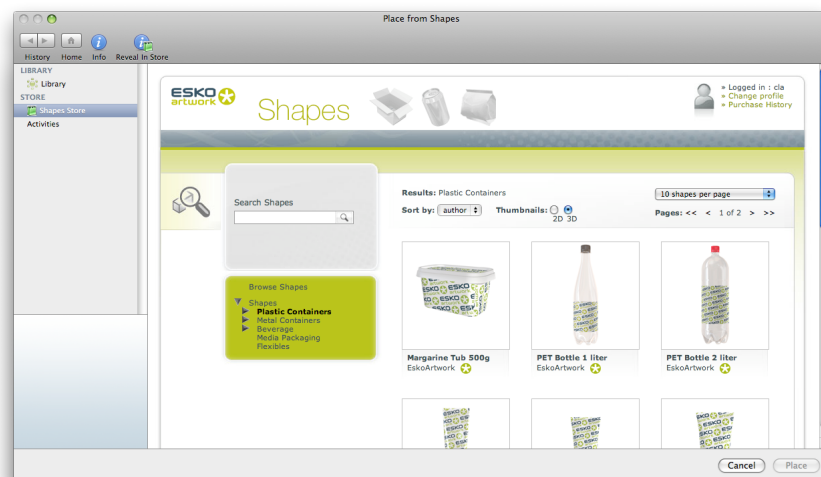 Place from Shapes
History Home Info Reveal In Store
LIBRARY
Library
STORE
Shapes Store
Activities
ESKO
artwork
Shapes
» Logged in : cla
» Change profile
» Purchase History
Search Shapes
Results: Plastic Containers
10 shapes per page
Sort by: author Thumbnails:
2D 3D
Pages: << < 1 of 2 > >>
Browse Shapes
Shapes
Plastic Containers
Metal Containers
Beverage
Media Packaging
Flexibles
Margarine Tub 500g
EskoArtwork
PET Bottle 1 liter
EskoArtwork
PET Bottle 2 liter
EskoArtwork
Cancel Place